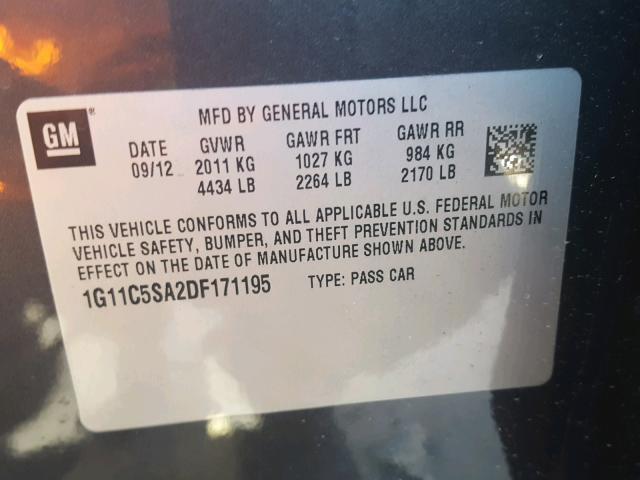 MFD BY GENERAL MOTORS LLC
GM ®
DATE GVWR GAWR FRT GAWR RR
09/12 2011 KG 1027 KG 984 KG
4434 LB 2264 LB 2170 LB
THIS VEHICLE CONFORMS TO ALL APPLICABLE U.S. FEDERAL MOTOR
VEHICLE SAFETY, BUMPER, AND THEFT PREVENTION STANDARDS IN
EFFECT ON THE DATE OF MANUFACTURE SHOWN ABOVE.
1G11C5SA2DF171195 TYPE: PASS CAR